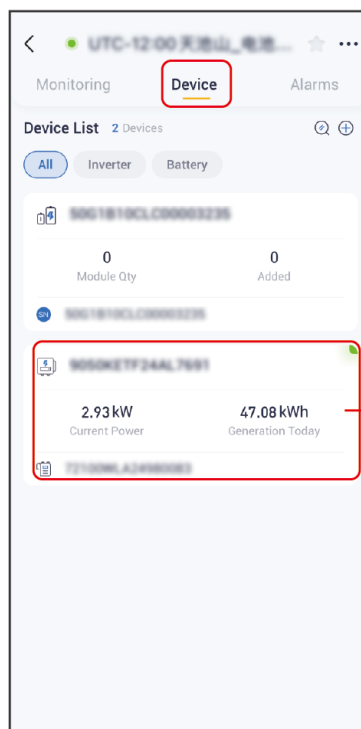 Monitoring Device Alarms
Device List 2 Devices
All Inverter Battery
0 0
Module Qty Added
SN
2.93 kW 47.08 kWh
Current Power Generation Today